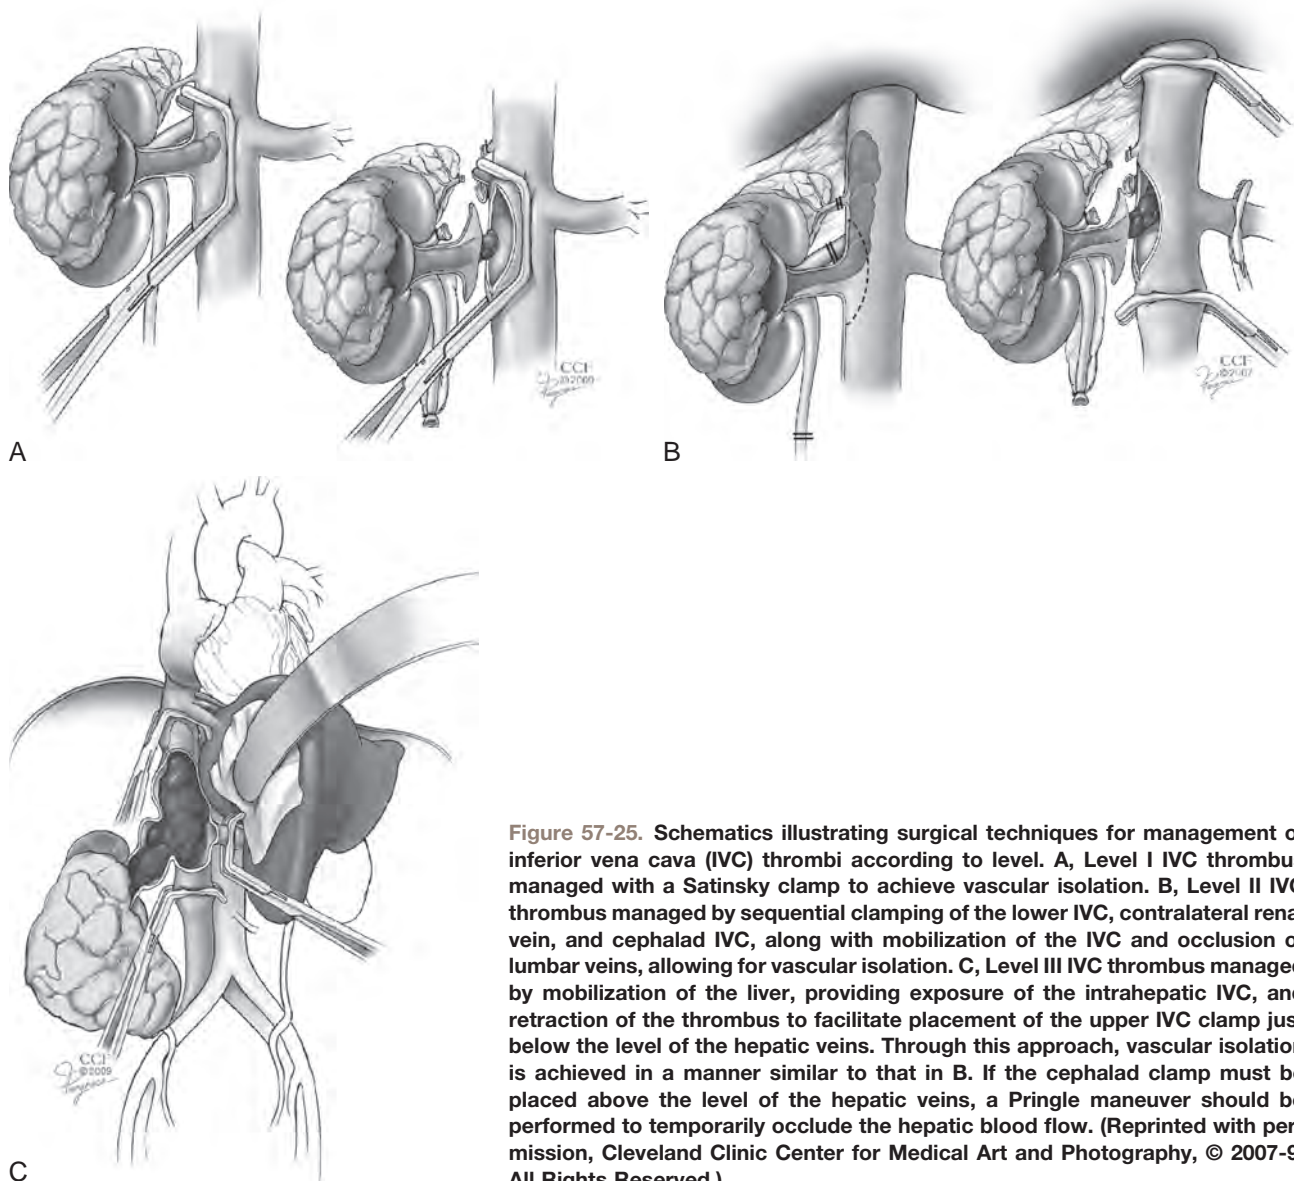 CCF
©2009
A
CCF
©2007
B
CCF
©2009
C
Figure 57-25. Schematics illustrating surgical techniques for management o
inferior vena cava (IVC) thrombi according to level. A, Level I IVC thrombu
managed with a Satinsky clamp to achieve vascular isolation. B, Level II IVC
thrombus managed by sequential clamping of the lower IVC, contralateral rena
vein, and cephalad IVC, along with mobilization of the IVC and occlusion o
lumbar veins, allowing for vascular isolation. C, Level III IVC thrombus manage
by mobilization of the liver, providing exposure of the intrahepatic IVC, an
retraction of the thrombus to facilitate placement of the upper IVC clamp jus
below the level of the hepatic veins. Through this approach, vascular isolation
is achieved in a manner similar to that in B. If the cephalad clamp must b
placed above the level of the hepatic veins, a Pringle maneuver should b
performed to temporarily occlude the hepatic blood flow. (Reprinted with per
mission, Cleveland Clinic Center for Medical Art and Photography, © 2007-9
All Rights Reserved.)